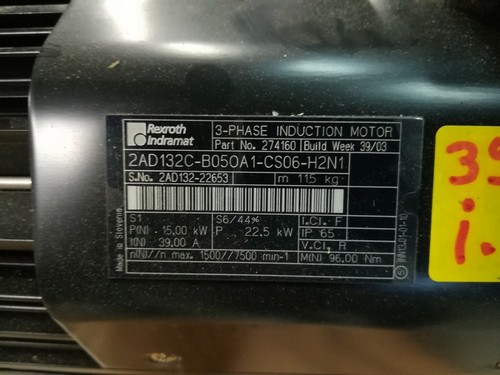 Rexroth
Indramat
3-PHASE INDUCTION MOTOR
Part No. 274160 Build Week 39/03
2AD132C-B050A1-CS06-H2N1
S.No. 2AD132-22653 m 115 kg
S1 S6/44% I.Cl. F
P(N) 15,00 kW P 22,5 kW IP 65
I(N) 39,00 A V.Cl. R
n(N)//n max. 1500//7500 min-1 M(N) 96,00 Nm
Made in Slovenia
39
i.